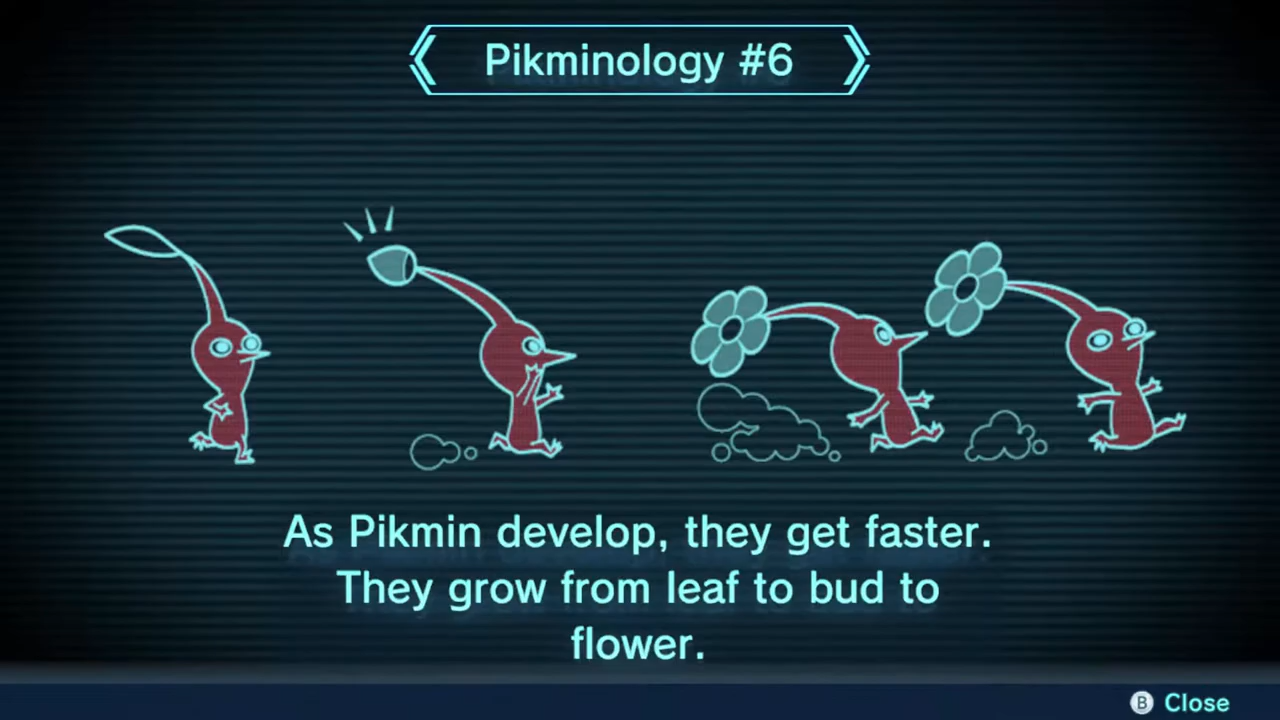 Pikminology #6
As Pikmin develop, they get faster.
They grow from leaf to bud to
flower.
B Close